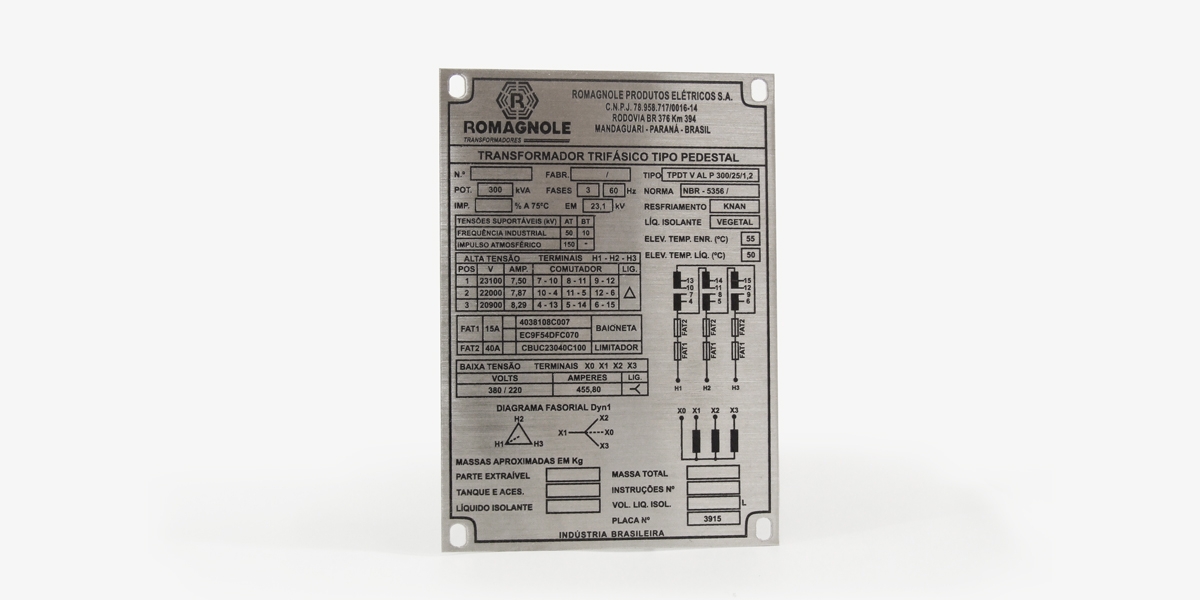 ROMAGNOLE
TRANSFORMADORES
ROMAGNOLE PRODUTOS ELÉTRICOS S.A.
C.N.P.J. 78.958.717/0016-14
RODOVIA BR 376 Km 394
MANDAGUARI - PARANÁ - BRASIL
TRANSFORMADOR TRIFÁSICO TIPO PEDESTAL
N.º FABR. /
POT. 300 kVA FASES 3 60 Hz
IMP. % A 75ºC EM 23,1 kV
TIPO TPDT V AL P 300/25/1,2
NORMA NBR - 5356 /
RESFRIAMENTO KNAN
LÍQ. ISOLANTE VEGETAL
ELEV. TEMP. ENR. (ºC) 55
ELEV. TEMP. LÍQ. (ºC) 50
TENSÕES SUPORTÁVEIS (kV) AT BT
FREQUÊNCIA INDUSTRIAL 50 10
IMPULSO ATMOSFÉRICO 150 -
ALTA TENSÃO TERMINAIS H1 - H2 - H3
POS V AMP. COMUTADOR LIG.
1 23100 7,50 7 - 10 8 - 11 9 - 12
2 22000 7,87 10 - 4 11 - 5 12 - 6
3 20900 8,29 4 - 13 5 - 14 6 - 15
FAT1 15A 4038108C007 BAIONETA
EC9F54DFC070
FAT2 40A CBUC23040C100 LIMITADOR
13 14 15
10 11 12
7 8 9
4 5 6
FAT2 FAT2 FAT2
FAT1 FAT1 FAT1
H1 H2 H3
BAIXA TENSÃO TERMINAIS X0 X1 X2 X3
VOLTS AMPERES LIG.
380 / 220 455,80
DIAGRAMA FASORIAL Dyn1
H2
H1 H3
X2
X1 X0
X3
X0 X1 X2 X3
MASSAS APROXIMADAS EM Kg
PARTE EXTRAÍVEL
TANQUE E ACES.
LÍQUIDO ISOLANTE
MASSA TOTAL
INSTRUÇÕES Nº
VOL. LIQ. ISOL. L
PLACA Nº 3915
INDÚSTRIA BRASILEIRA